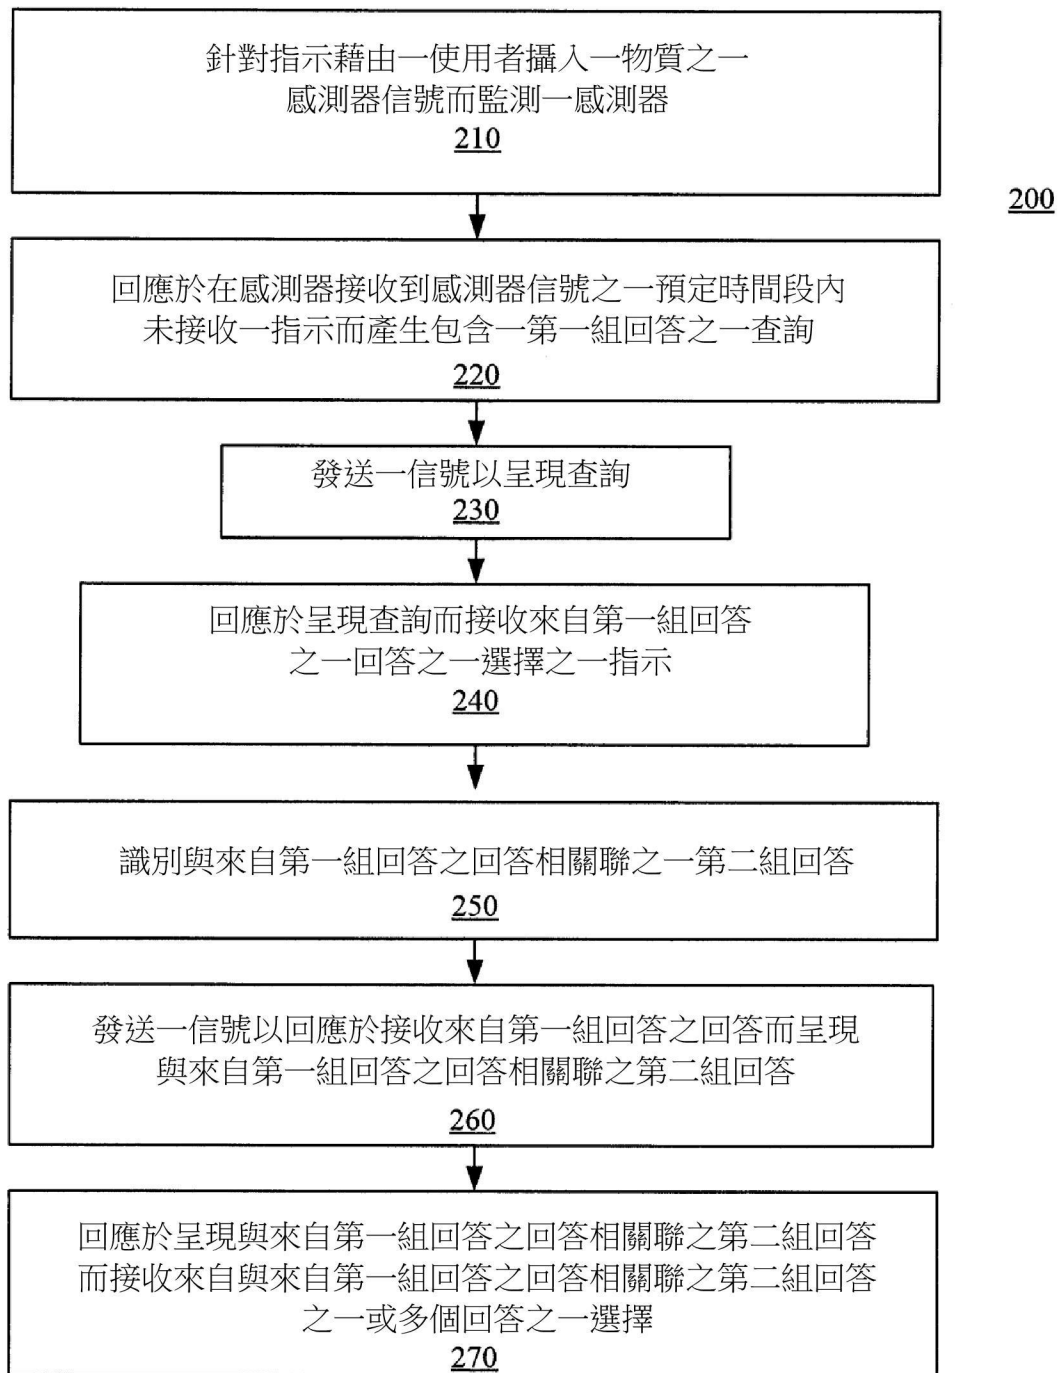 針對指示藉由一使用者攝入一物質之一
感測器信號而監測一感測器
210
200
回應於在感測器接收到感測器信號之一預定時間段內
未接收一指示而產生包含一第一組回答之一查詢
220
發送一信號以呈現查詢
230
回應於呈現查詢而接收來自第一組回答
之一回答之一選擇之一指示
240
識別與來自第一組回答之回答相關聯之一第二組回答
250
發送一信號以回應於接收來自第一組回答之回答而呈現
與來自第一組回答之回答相關聯之第二組回答
260
回應於呈現與來自第一組回答之回答相關聯之第二組回答
而接收來自與來自第一組回答之回答相關聯之第二組回答
之一或多個回答之一選擇
270